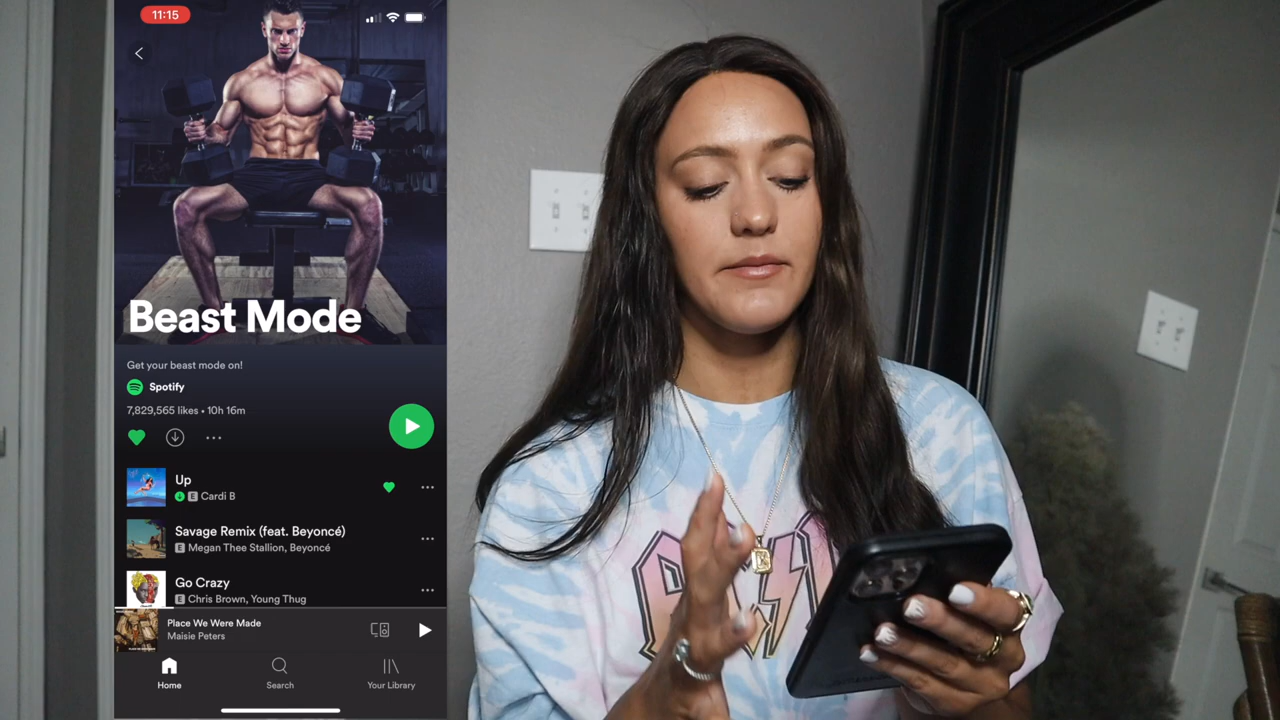 11:15
Beast Mode
Get your beast mode on!
Spotify
7,829,565 likes • 10h 16m
Up
E Cardi B
Savage Remix (feat. Beyoncé)
E Megan Thee Stallion, Beyoncé
Go Crazy
E Chris Brown, Young Thug
Place We Were Made
Maisie Peters
Home
Search
Your Library